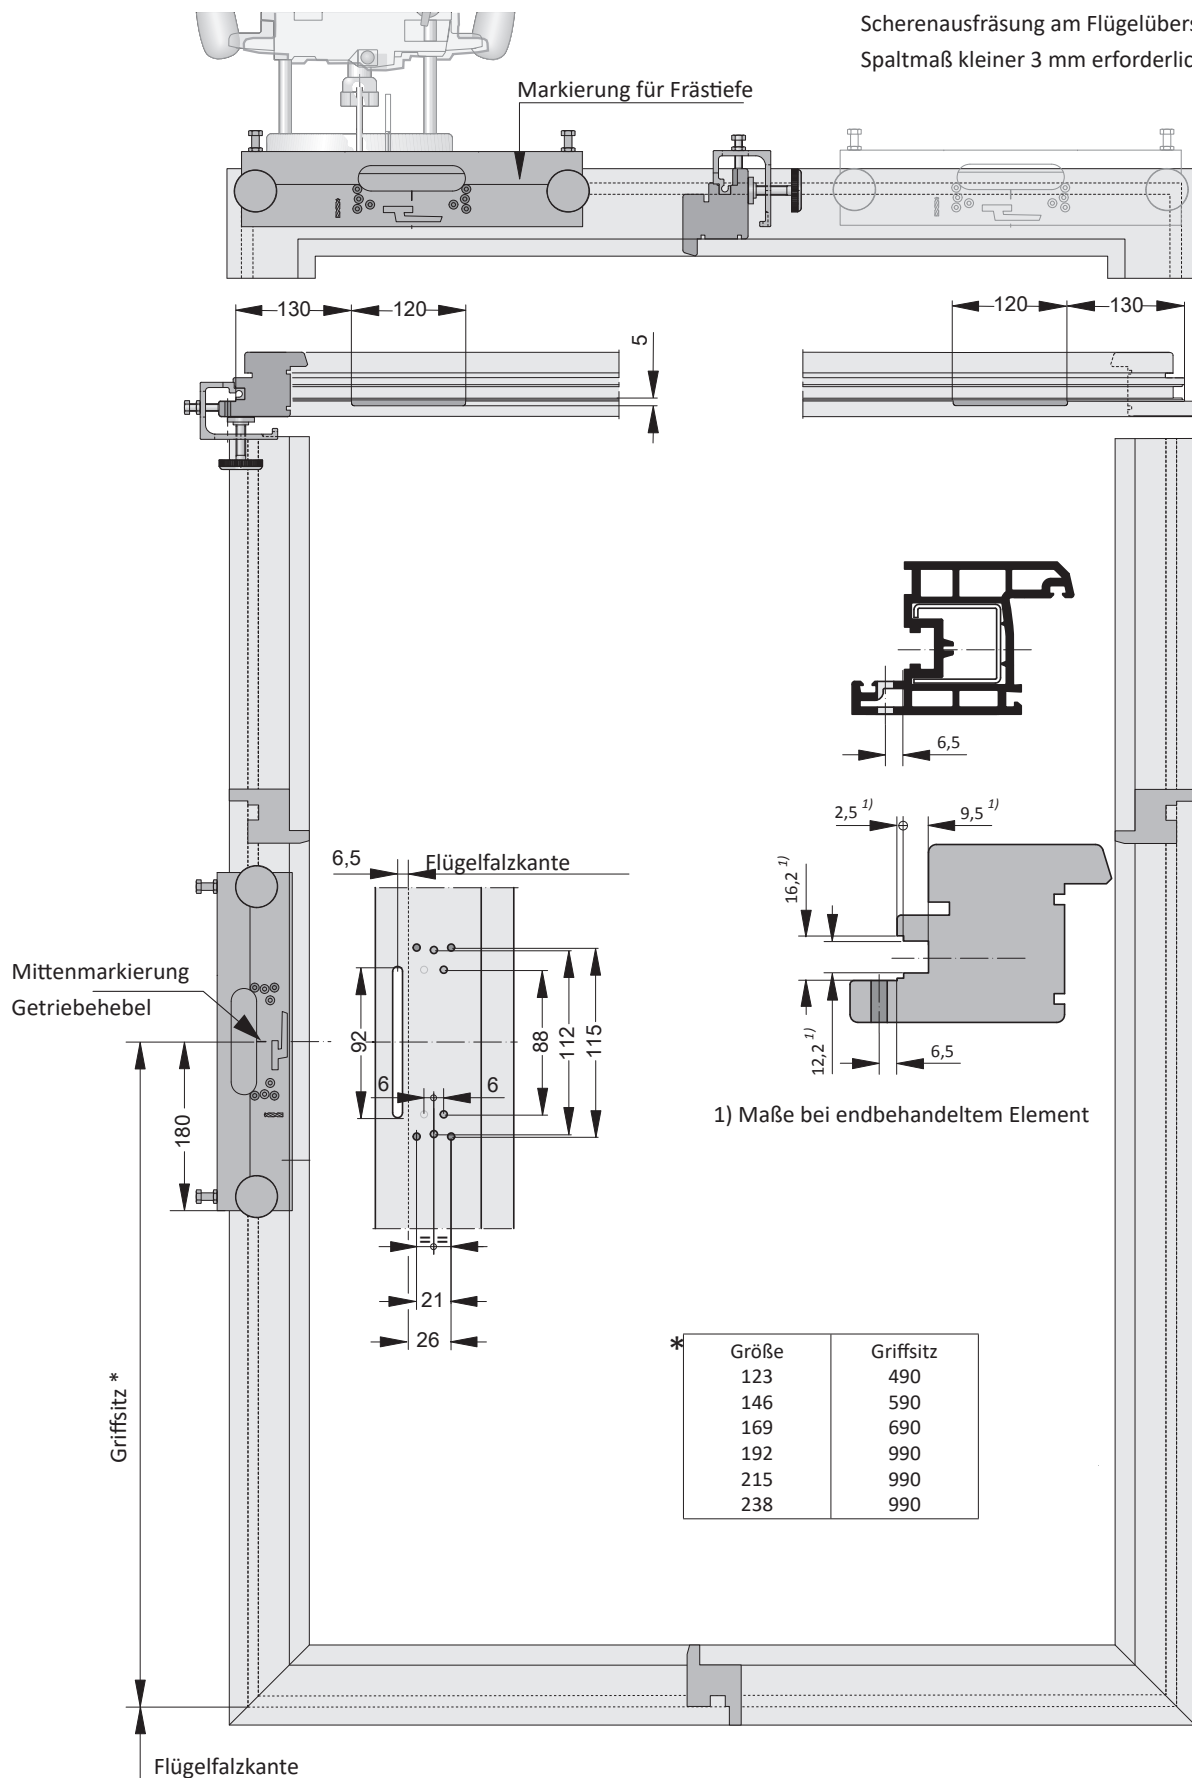 Scherenausfräsung am Flügelübers
Spaltmaß kleiner 3 mm erforderlic
Markierung für Frästiefe
130
120
5
120
130
6,5
2,5 1)
9,5 1)
16,2 1)
12,2 1)
6,5
1) Maße bei endbehandeltem Element
6,5
Flügelfalzkante
92
88
112
115
6
6
= =
21
26
Mittenmarkierung
Getriebehebel
180
Griffsitz *
* Größe Griffsitz
123 490
146 590
169 690
192 990
215 990
238 990
Flügelfalzkante